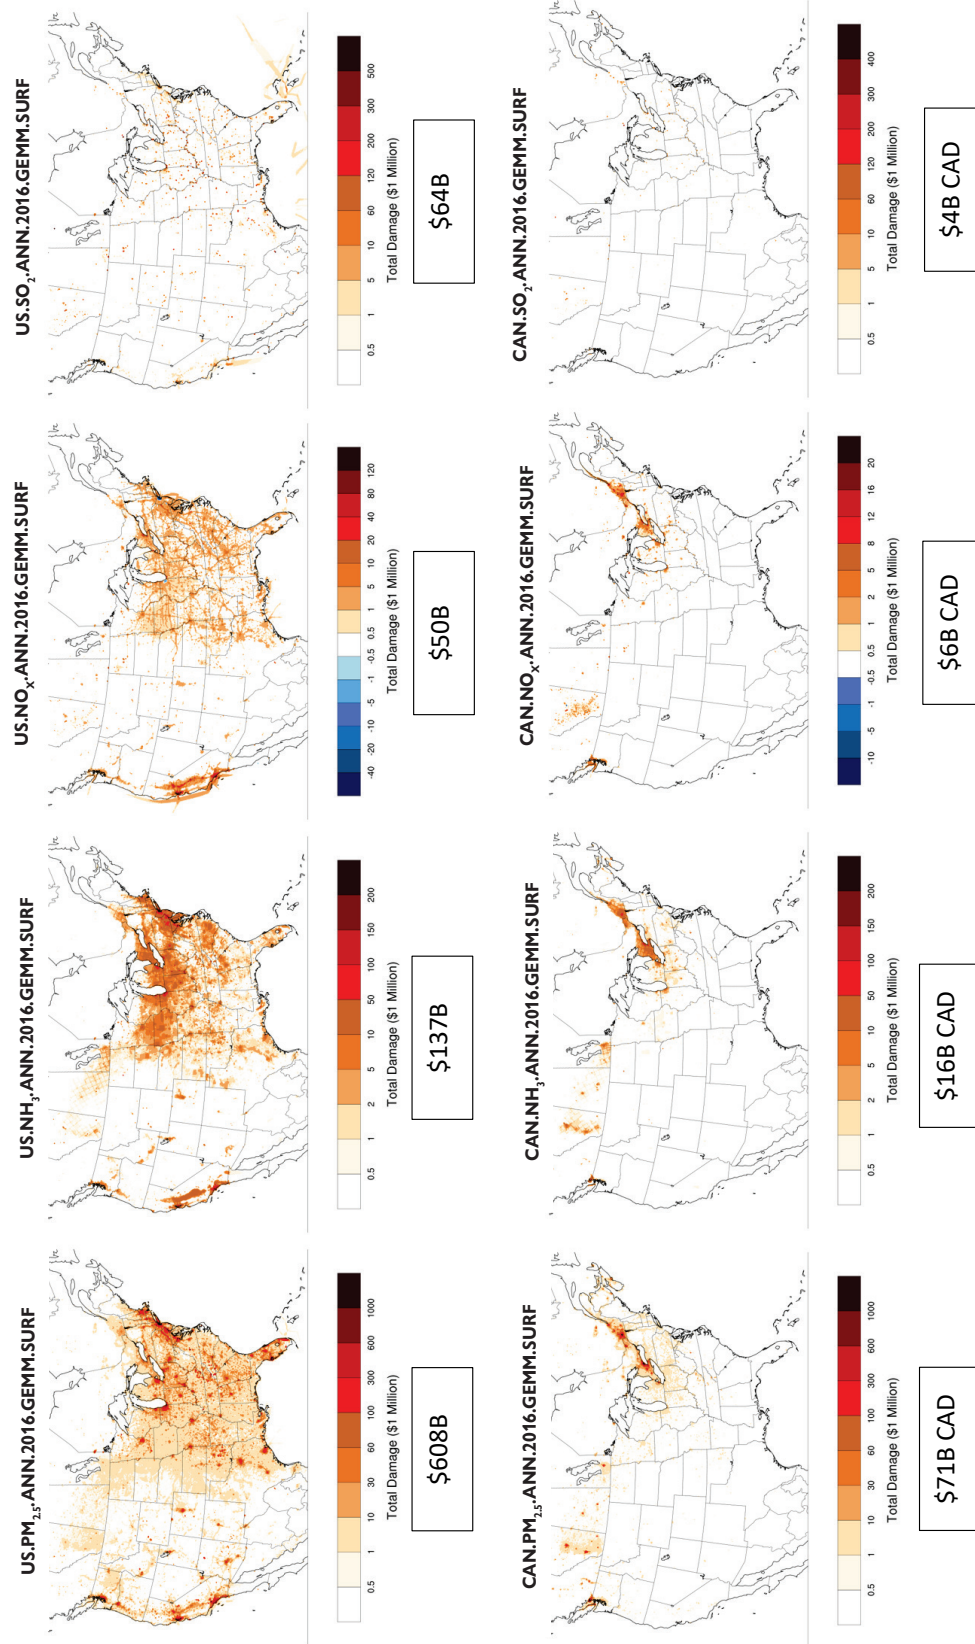 US.PM₂.₅.ANN.2016.GEMM.SURF
0.5 1 10 30 60 100 300 600 1000
Total Damage ($1 Million)
$608B
US.NH₃.ANN.2016.GEMM.SURF
0.5 1 2 5 10 50 100 150 200
Total Damage ($1 Million)
$137B
US.NOₓ.ANN.2016.GEMM.SURF
-40 -20 -10 -5 -1 -0.5 0.5 1 5 10 20 40 80 120
Total Damage ($1 Million)
$50B
US.SO₂.ANN.2016.GEMM.SURF
0.5 1 5 10 60 120 200 300 500
Total Damage ($1 Million)
$64B
CAN.PM₂.₅.ANN.2016.GEMM.SURF
0.5 1 10 30 60 100 300 600 1000
Total Damage ($1 Million)
$71B CAD
CAN.NH₃.ANN.2016.GEMM.SURF
0.5 1 2 5 10 50 100 150 200
Total Damage ($1 Million)
$16B CAD
CAN.NOₓ.ANN.2016.GEMM.SURF
-10 -5 -1 -0.5 0.5 1 2 5 8 12 16 20
Total Damage ($1 Million)
$6B CAD
CAN.SO₂.ANN.2016.GEMM.SURF
0.5 1 5 10 60 120 200 300 400
Total Damage ($1 Million)
$4B CAD